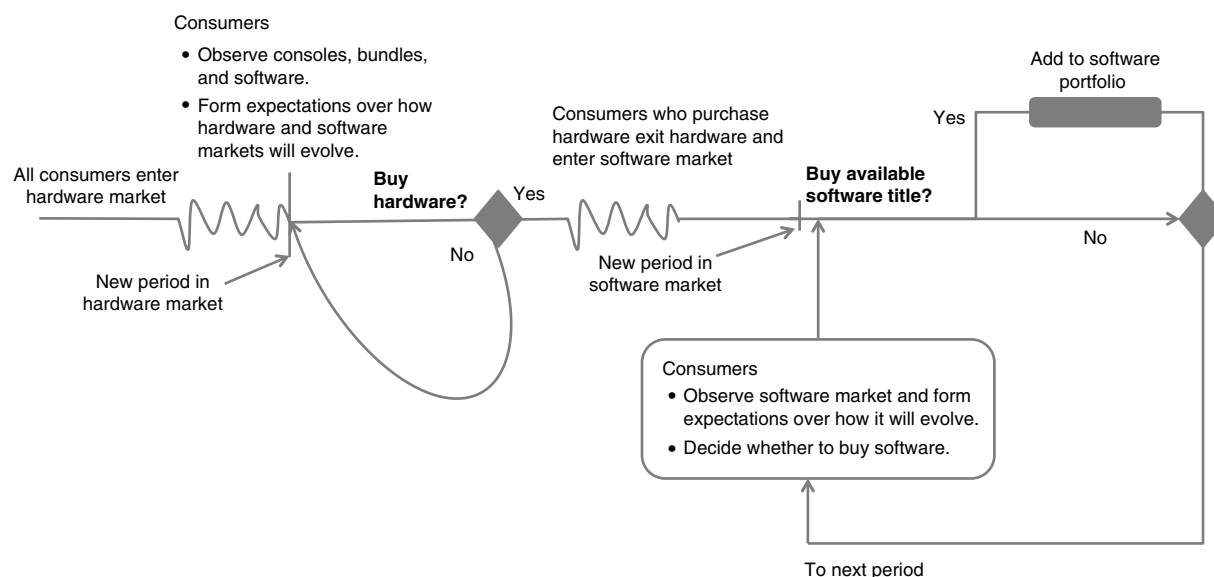 Consumers
• Observe consoles, bundles,
and software.
• Form expectations over how
hardware and software
markets will evolve.
All consumers enter
hardware market
New period in
hardware market
Buy
hardware?
Yes
No
Consumers who purchase
hardware exit hardware and
enter software market
New period in
software market
Buy available
software title?
Yes
Add to software
portfolio
No
Consumers
• Observe software market and form
expectations over how it will evolve.
• Decide whether to buy software.
To next period